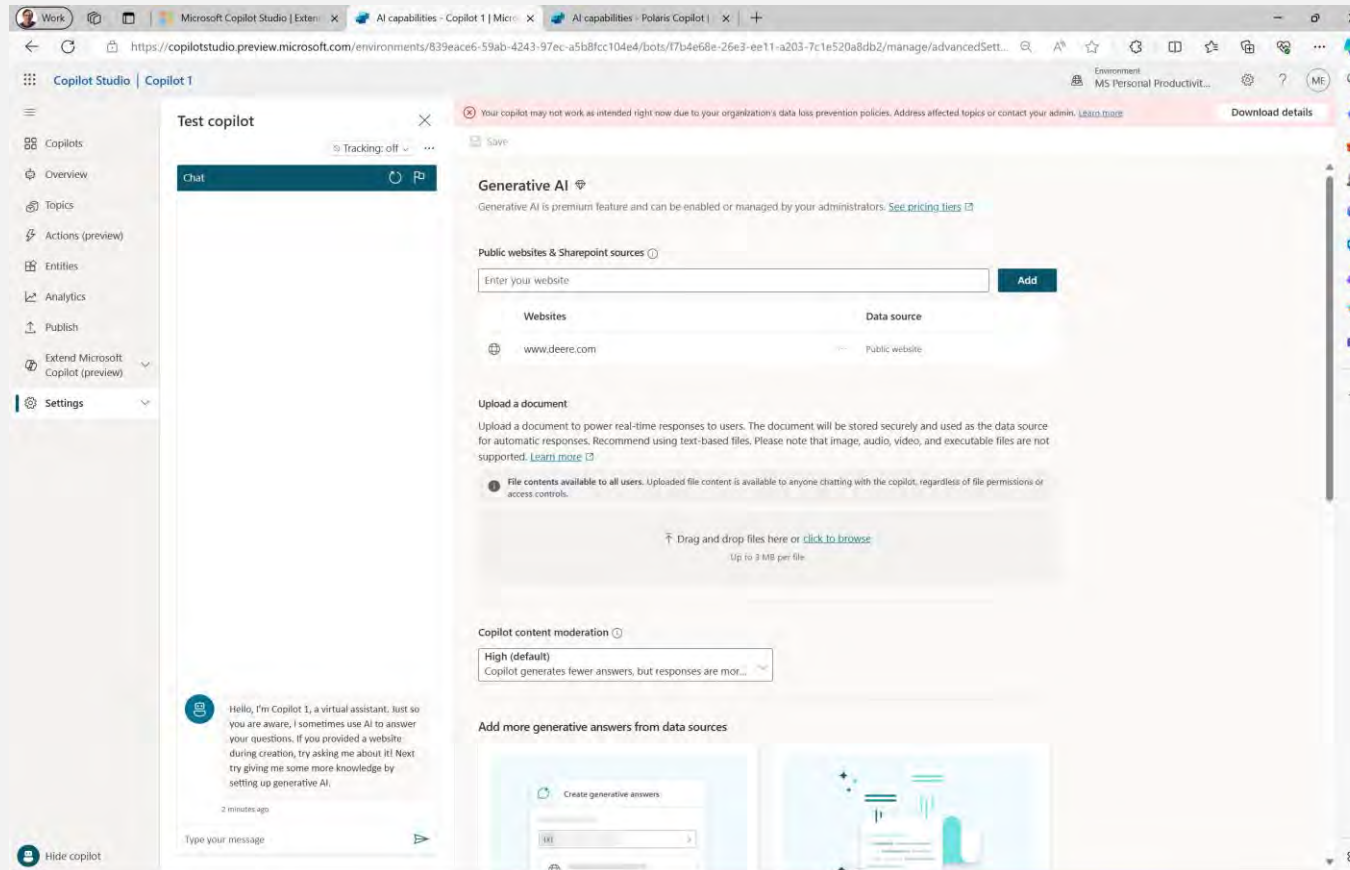 Work
Microsoft Copilot Studio | Exten
AI capabilities - Copilot 1 | Micro
AI capabilities - Polaris Copilot |
https://copilotstudio.preview.microsoft.com/environments/839eace6-59ab-4243-97ec-a5b8fcc104e4/bots/f7b4e68e-26e3-ee11-a203-7c1e520a8db2/manage/advancedSett...
Copilot Studio | Copilot 1
Environment
MS Personal Productivit...
ME
Copilots
Overview
Topics
Actions (preview)
Entities
Analytics
Publish
Extend Microsoft
Copilot (preview)
Settings
Hide copilot
Test copilot
Tracking: off
Chat
Hello, I'm Copilot 1, a virtual assistant. Just so
you are aware, I sometimes use AI to answer
your questions. If you provided a website
during creation, try asking me about it! Next
try giving me some more knowledge by
setting up generative AI.
2 minutes ago
Type your message
Your copilot may not work as intended right now due to your organization's data loss prevention policies. Address affected topics or contact your admin. Learn more
Download details
Save
Generative AI
Generative AI is premium feature and can be enabled or managed by your administrators. See pricing tiers
Public websites & Sharepoint sources
Enter your website
Add
Websites Data source
www.deere.com Public website
Upload a document
Upload a document to power real-time responses to users. The document will be stored securely and used as the data source
for automatic responses. Recommend using text-based files. Please note that image, audio, video, and executable files are not
supported. Learn more
File contents available to all users. Uploaded file content is available to anyone chatting with the copilot, regardless of file permissions or
access controls.
Drag and drop files here or click to browse
Up to 3 MB per file
Copilot content moderation
High (default)
Copilot generates fewer answers, but responses are mor...
Add more generative answers from data sources
Create generative answers